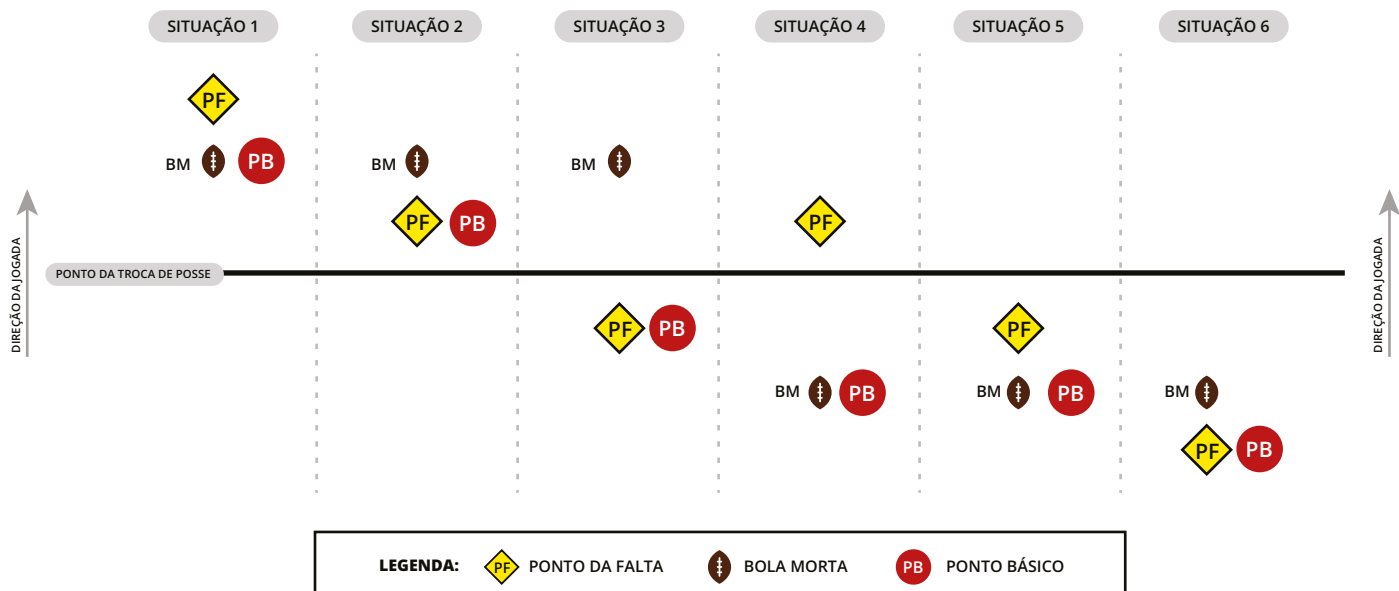 SITUAÇÃO 1
SITUAÇÃO 2
SITUAÇÃO 3
SITUAÇÃO 4
SITUAÇÃO 5
SITUAÇÃO 6
PF
BM
PB
BM
BM
PF
PB
PF
DIREÇÃO DA JOGADA
DIREÇÃO DA JOGADA
PONTO DA TROCA DE POSSE
PF
PB
PF
BM
PB
BM
PB
BM
PF
PB
LEGENDA:
PF
PONTO DA FALTA
BOLA MORTA
PB
PONTO BÁSICO